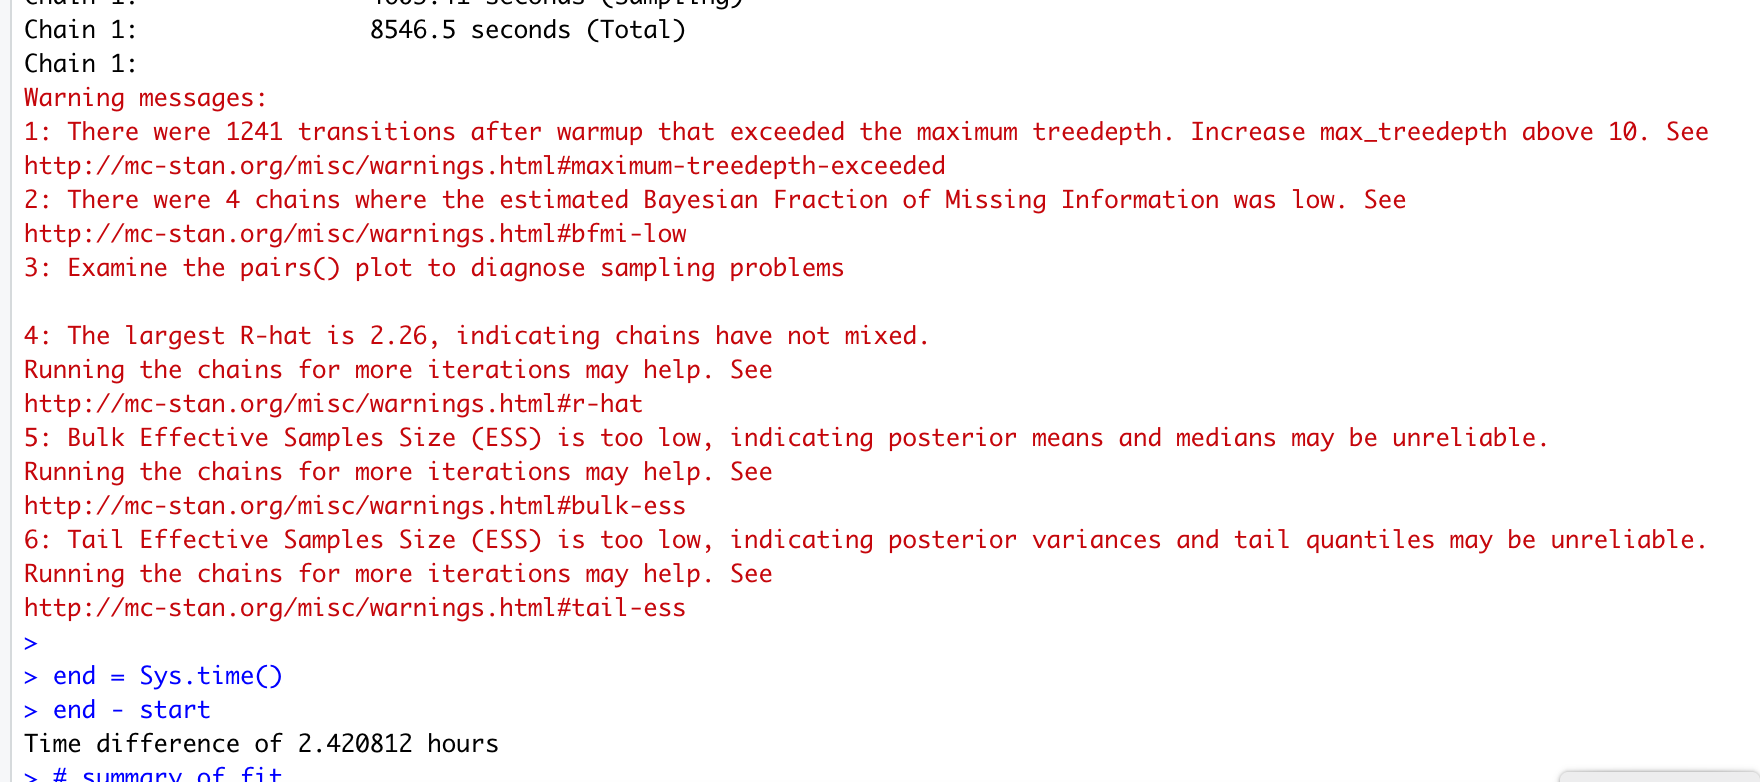 Chain 1:                4603.41 seconds (Sampling)
Chain 1:                8546.5 seconds (Total)
Chain 1:
Warning messages:
1: There were 1241 transitions after warmup that exceeded the maximum treedepth. Increase max_treedepth above 10. See
http://mc-stan.org/misc/warnings.html#maximum-treedepth-exceeded
2: There were 4 chains where the estimated Bayesian Fraction of Missing Information was low. See
http://mc-stan.org/misc/warnings.html#bfmi-low
3: Examine the pairs() plot to diagnose sampling problems

4: The largest R-hat is 2.26, indicating chains have not mixed.
Running the chains for more iterations may help. See
http://mc-stan.org/misc/warnings.html#r-hat
5: Bulk Effective Samples Size (ESS) is too low, indicating posterior means and medians may be unreliable.
Running the chains for more iterations may help. See
http://mc-stan.org/misc/warnings.html#bulk-ess
6: Tail Effective Samples Size (ESS) is too low, indicating posterior variances and tail quantiles may be unreliable.
Running the chains for more iterations may help. See
http://mc-stan.org/misc/warnings.html#tail-ess
>
> end = Sys.time()
> end - start
Time difference of 2.420812 hours
> # summary of fit